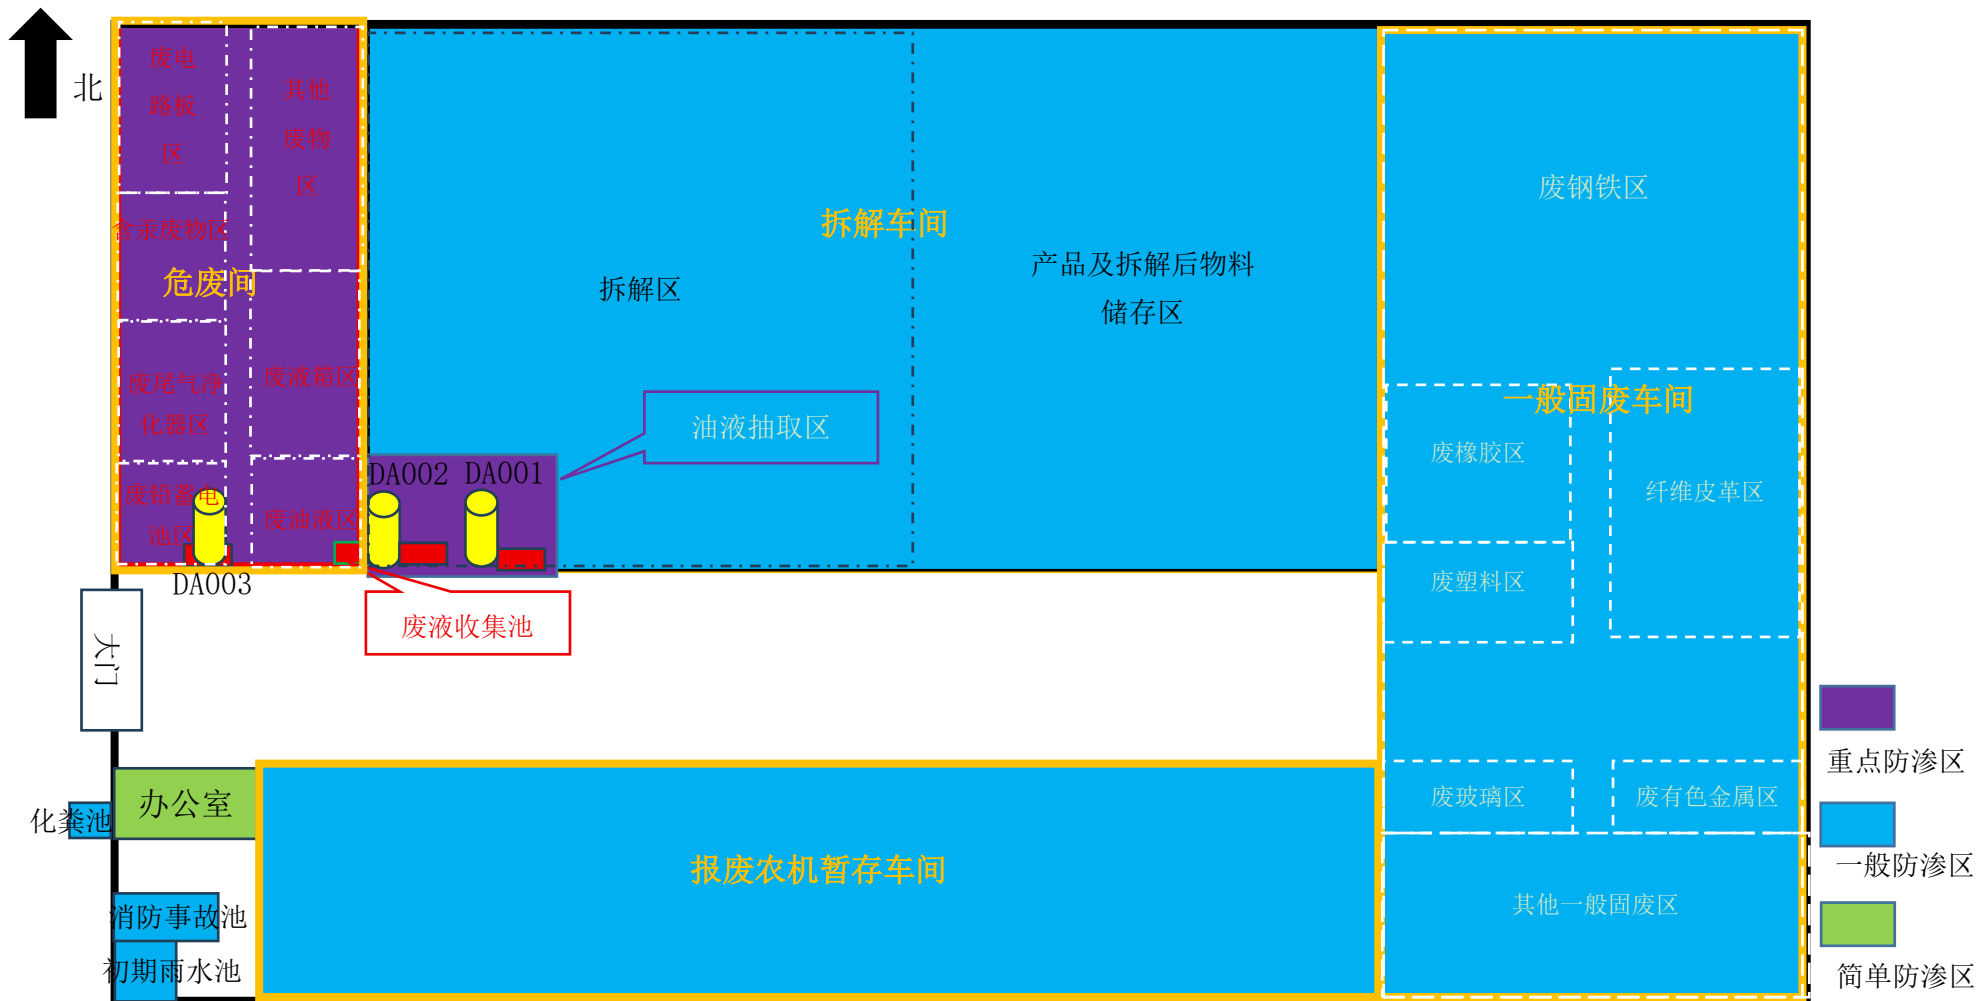 北
废电
路板
区
其他
废物
区
含汞废物区
危废间
废尾气净
化器区
废液箱区
废铅蓄电
池区
废油液区
DA003
DA002
DA001
拆解车间
拆解区
产品及拆解后物料
储存区
油液抽取区
废液收集池
废钢铁区
一般固废车间
废橡胶区
纤维皮革区
废塑料区
废玻璃区
废有色金属区
其他一般固废区
大门
办公室
化粪池
消防事故池
初期雨水池
报废农机暂存车间
重点防渗区
一般防渗区
简单防渗区